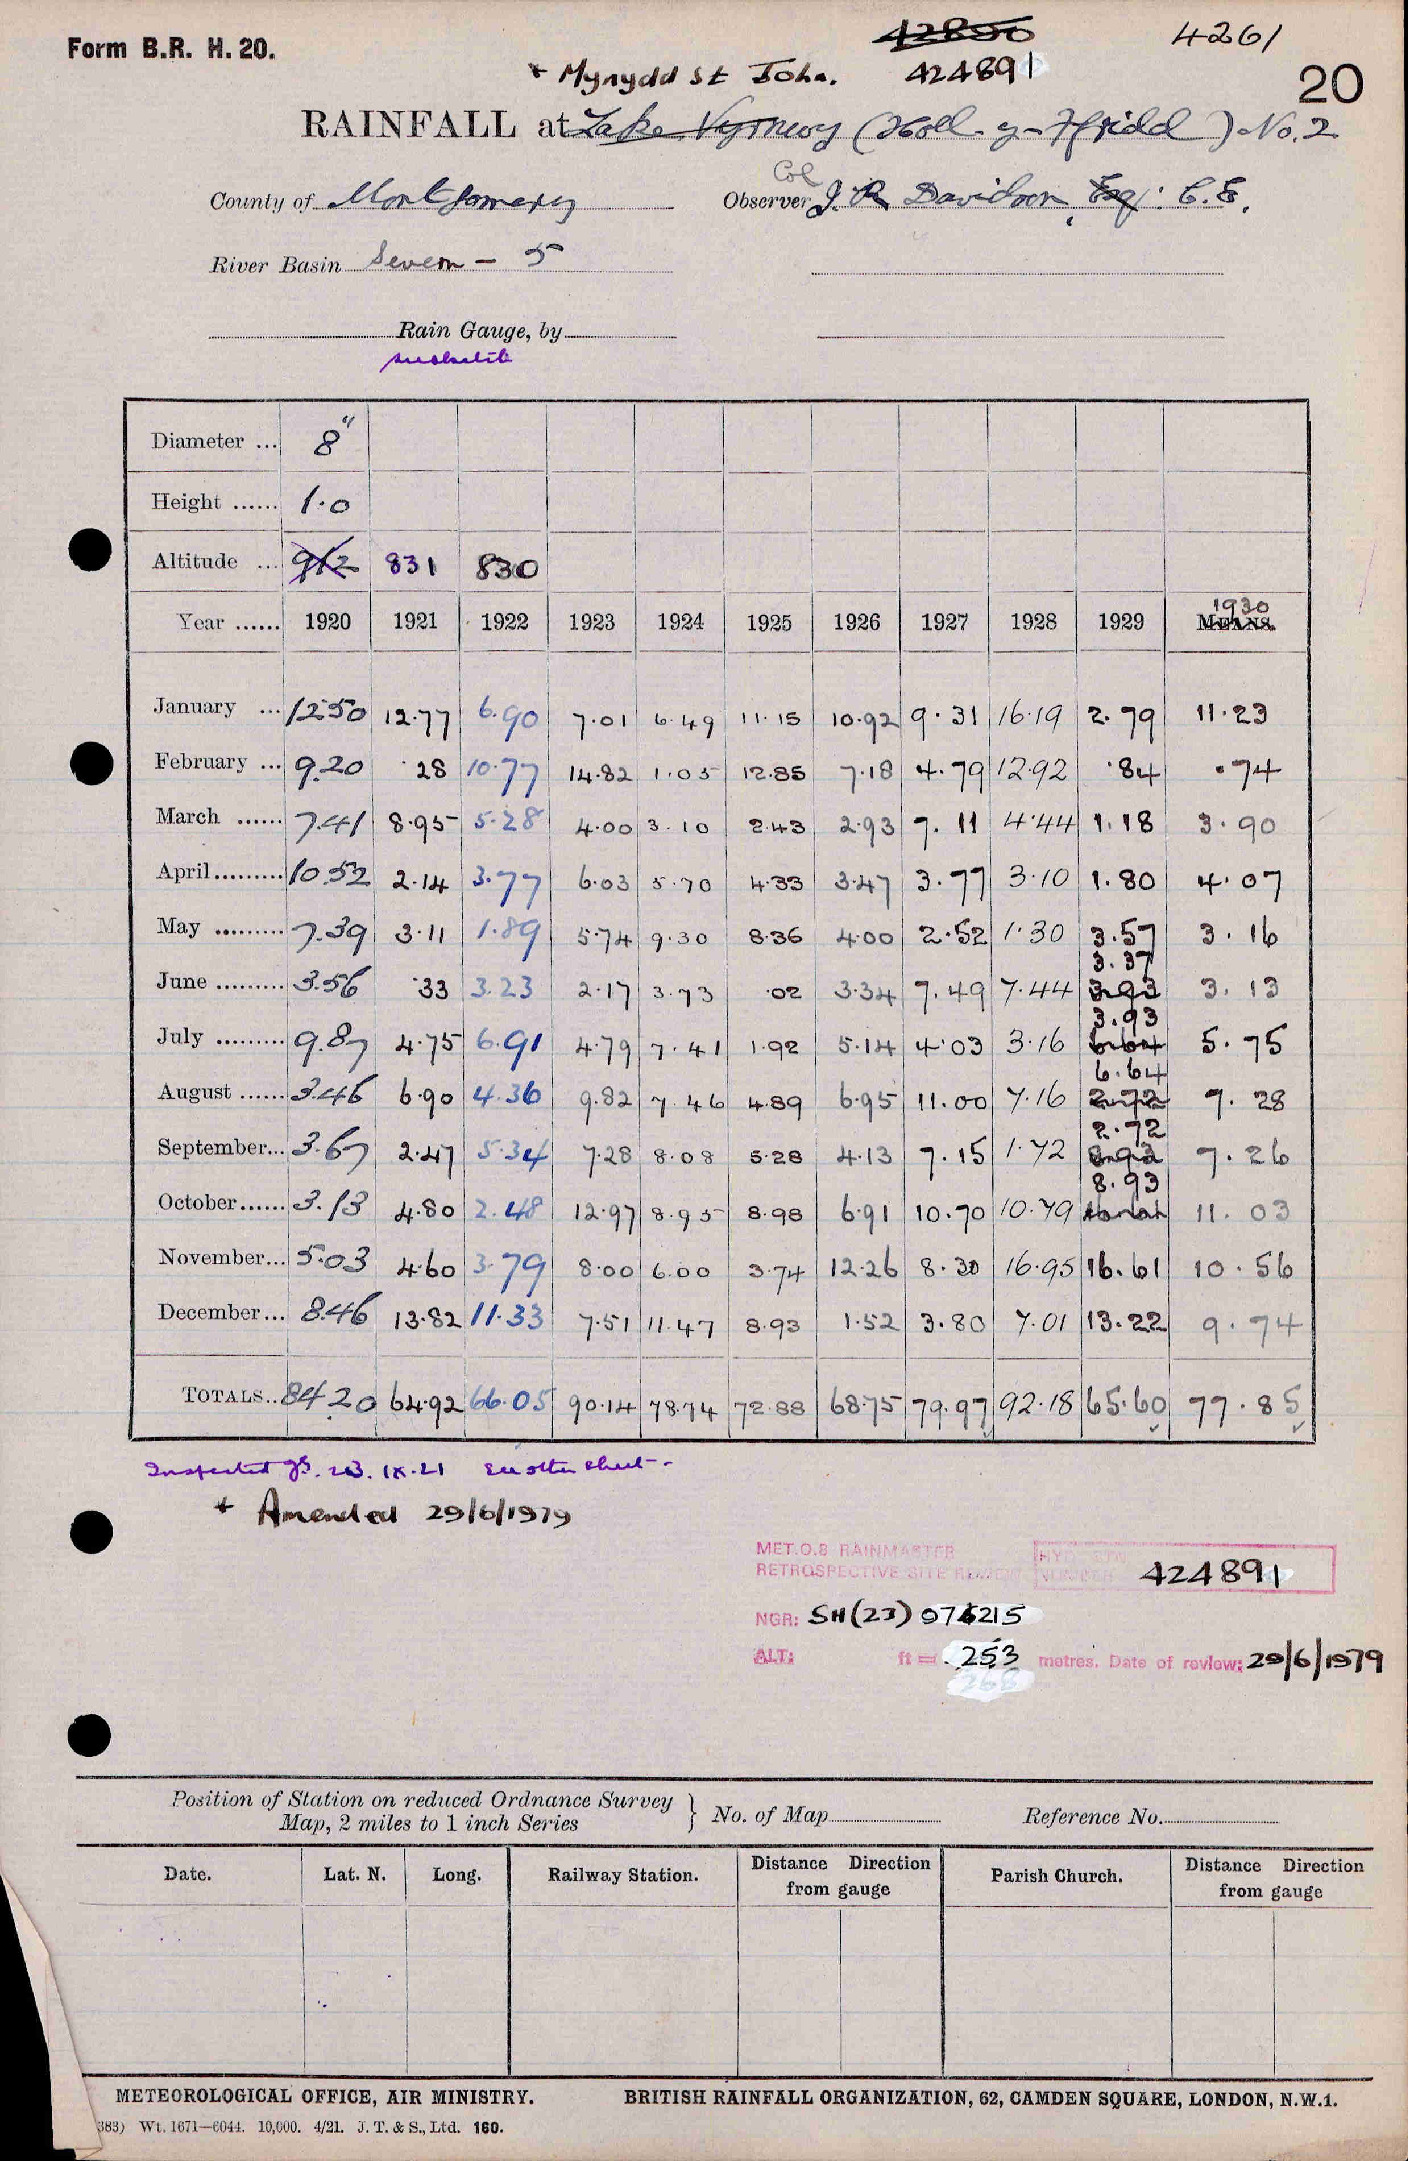 Form B.R. H. 20.
42800
4261
+ Mynydd St John.
424891
20
RAINFALL at Lake Vyrnwy (Holl-y-Ffridd) No. 2
County of Montgomery
Col
Observer J. R. Davidson, Esq: C.E.
River Basin Severn - 5
Rain Gauge, by
Diameter ... 8"
Height ...... 1.0
Altitude ... 912 831 830
Year ...... 1920 1921 1922 1923 1924 1925 1926 1927 1928 1929 MEANS. 1930
January ... 12.50 12.77 6.90 7.01 6.49 11.15 10.92 9.31 16.19 2.79 11.23
February ... 9.20 .28 10.77 14.82 1.05 12.85 7.18 4.79 12.92 .84 .74
March ...... 7.41 8.95 5.28 4.00 3.10 2.43 2.93 7.11 4.44 1.18 3.90
April......... 10.52 2.14 3.77 6.03 5.70 4.33 3.47 3.77 3.10 1.80 4.07
May ......... 7.39 3.11 1.89 5.74 9.30 8.36 4.00 2.52 1.30 3.57 3.16
June ......... 3.56 .33 3.23 2.17 3.73 .02 3.34 7.49 7.44 3.93 3.37 3.13
July ......... 9.87 4.75 6.91 4.79 7.41 1.92 5.14 4.03 3.16 6.64 3.93 5.75
August ...... 3.46 6.90 4.36 9.82 7.46 4.89 6.95 11.00 7.16 2.72 6.64 7.28
September... 3.67 2.47 5.34 7.28 8.08 5.28 4.13 7.15 1.72 8.93 2.72 7.26
October...... 3.13 4.80 2.48 12.97 8.95 8.98 6.91 10.70 10.79 8.93 11.03
November... 5.03 4.60 3.79 8.00 6.00 3.74 12.26 8.30 16.95 16.61 10.56
December... 8.46 13.82 11.33 7.51 11.47 8.93 1.52 3.80 7.01 13.22 9.74
TOTALS.. 84.20 64.92 66.05 90.14 78.74 72.88 68.75 79.97 92.18 65.60 77.85
Inspected 23.IX.21 See other sheet.
+ Amended 29/6/1979
MET.O.8 RAINMASTER
RETROSPECTIVE SITE REVIEW
424891
NGR: SH(23) 076215
ALT: ft = 253 metres. Date of review: 29/6/1979
268
Position of Station on reduced Ordnance Survey
Map, 2 miles to 1 inch Series } No. of Map Reference No.
Date. Lat. N. Long. Railway Station. Distance Direction from gauge Parish Church. Distance Direction from gauge
METEOROLOGICAL OFFICE, AIR MINISTRY. BRITISH RAINFALL ORGANIZATION, 62, CAMDEN SQUARE, LONDON, N.W.1.
383) Wt. 1671—6044. 10,000. 4/21. J. T. & S., Ltd. 160.